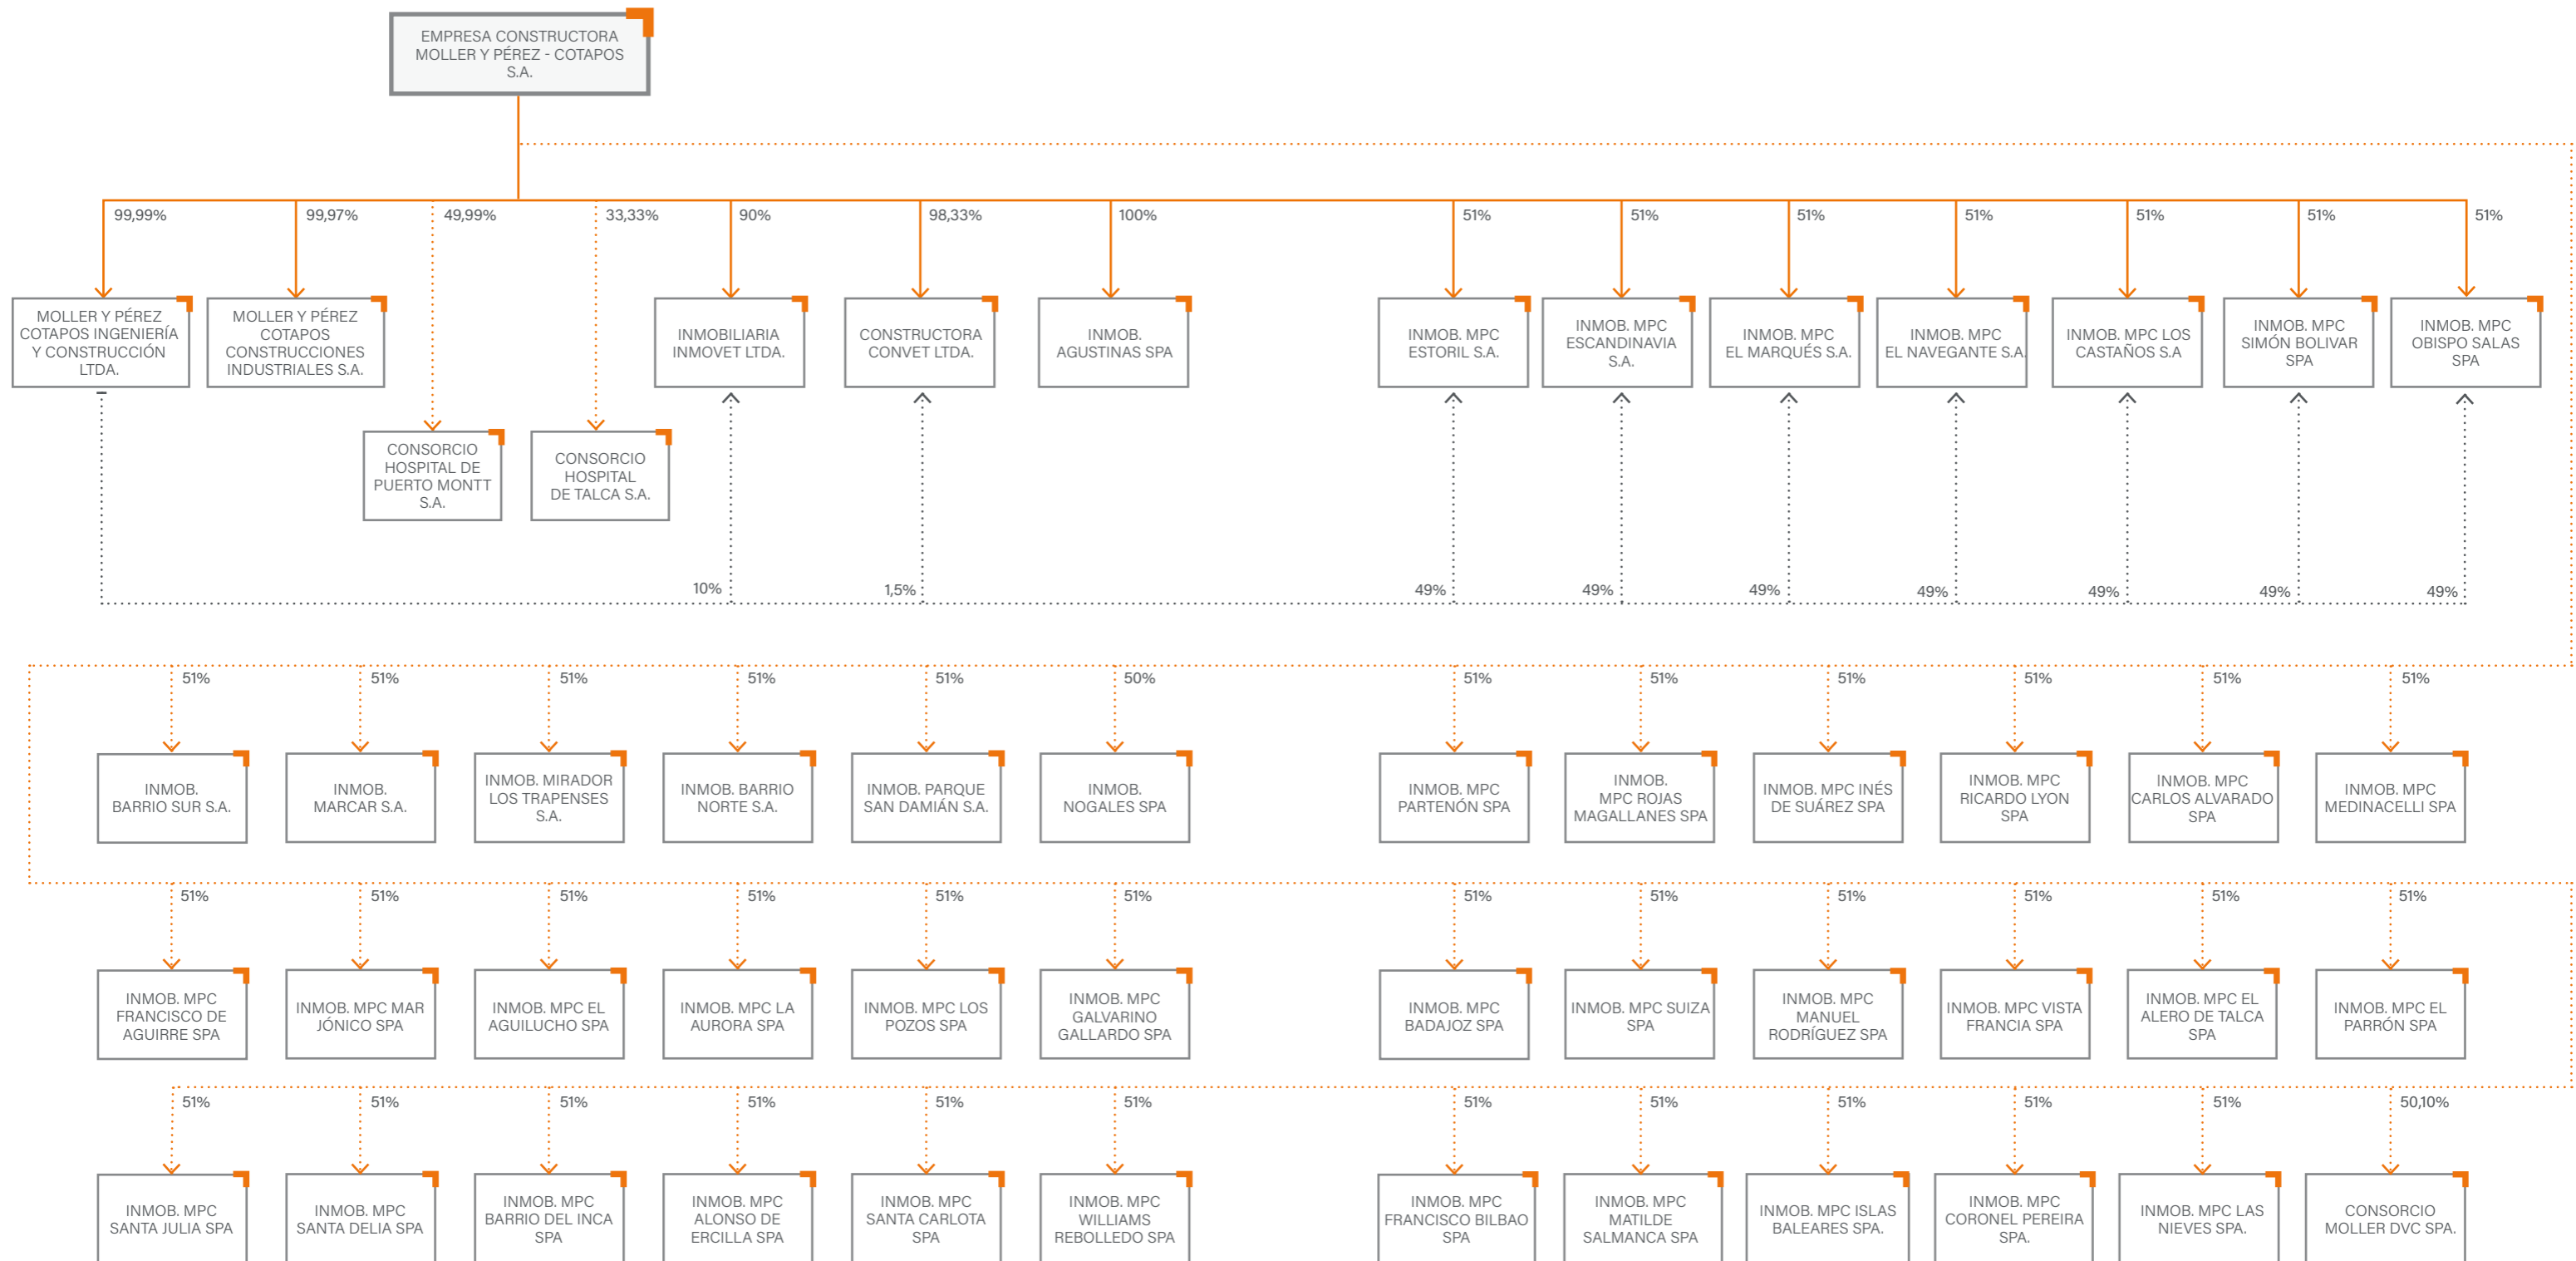 EMPRESA CONSTRUCTORA
MOLLER Y PÉREZ - COTAPOS
S.A.
99,99%
99,97%
49,99%
33,33%
90%
98,33%
100%
51%
51%
51%
51%
51%
51%
51%
MOLLER Y PÉREZ
COTAPOS INGENIERÍA
Y CONSTRUCCIÓN
LTDA.
MOLLER Y PÉREZ
COTAPOS
CONSTRUCCIONES
INDUSTRIALES S.A.
INMOBILIARIA
INMOVET LTDA.
CONSTRUCTORA
CONVET LTDA.
INMOB.
AGUSTINAS SPA
INMOB. MPC
ESTORIL S.A.
INMOB. MPC
ESCANDINAVIA
S.A.
INMOB. MPC
EL MARQUÉS S.A.
INMOB. MPC
EL NAVEGANTE S.A.
INMOB. MPC LOS
CASTAÑOS S.A
INMOB. MPC
SIMÓN BOLIVAR
SPA
INMOB. MPC
OBISPO SALAS
SPA
CONSORCIO
HOSPITAL DE
PUERTO MONTT
S.A.
CONSORCIO
HOSPITAL
DE TALCA S.A.
10%
1,5%
49%
49%
49%
49%
49%
49%
49%
51%
51%
51%
51%
51%
50%
51%
51%
51%
51%
51%
51%
INMOB.
BARRIO SUR S.A.
INMOB.
MARCAR S.A.
INMOB. MIRADOR
LOS TRAPENSES
S.A.
INMOB. BARRIO
NORTE S.A.
INMOB. PARQUE
SAN DAMIÁN S.A.
INMOB.
NOGALES SPA
INMOB. MPC
PARTENÓN SPA
INMOB.
MPC ROJAS
MAGALLANES SPA
INMOB. MPC INÉS
DE SUÁREZ SPA
INMOB. MPC
RICARDO LYON
SPA
INMOB. MPC
CARLOS ALVARADO
SPA
INMOB. MPC
MEDINACELLI SPA
51%
51%
51%
51%
51%
51%
51%
51%
51%
51%
51%
51%
INMOB. MPC
FRANCISCO DE
AGUIRRE SPA
INMOB. MPC MAR
JÓNICO SPA
INMOB. MPC EL
AGUILUCHO SPA
INMOB. MPC LA
AURORA SPA
INMOB. MPC LOS
POZOS SPA
INMOB. MPC
GALVARINO
GALLARDO SPA
INMOB. MPC
BADAJOZ SPA
INMOB. MPC SUIZA
SPA
INMOB. MPC
MANUEL
RODRÍGUEZ SPA
INMOB. MPC VISTA
FRANCIA SPA
INMOB. MPC EL
ALERO DE TALCA
SPA
INMOB. MPC EL
PARRÓN SPA
51%
51%
51%
51%
51%
51%
51%
51%
51%
51%
51%
50,10%
INMOB. MPC
SANTA JULIA SPA
INMOB. MPC
SANTA DELIA SPA
INMOB. MPC
BARRIO DEL INCA
SPA
INMOB. MPC
ALONSO DE
ERCILLA SPA
INMOB. MPC
SANTA CARLOTA
SPA
INMOB. MPC
WILLIAMS
REBOLLEDO SPA
INMOB. MPC
FRANCISCO BILBAO
SPA
INMOB. MPC
MATILDE
SALMANCA SPA
INMOB. MPC ISLAS
BALEARES SPA.
INMOB. MPC
CORONEL PEREIRA
SPA.
INMOB. MPC LAS
NIEVES SPA.
CONSORCIO
MOLLER DVC SPA.